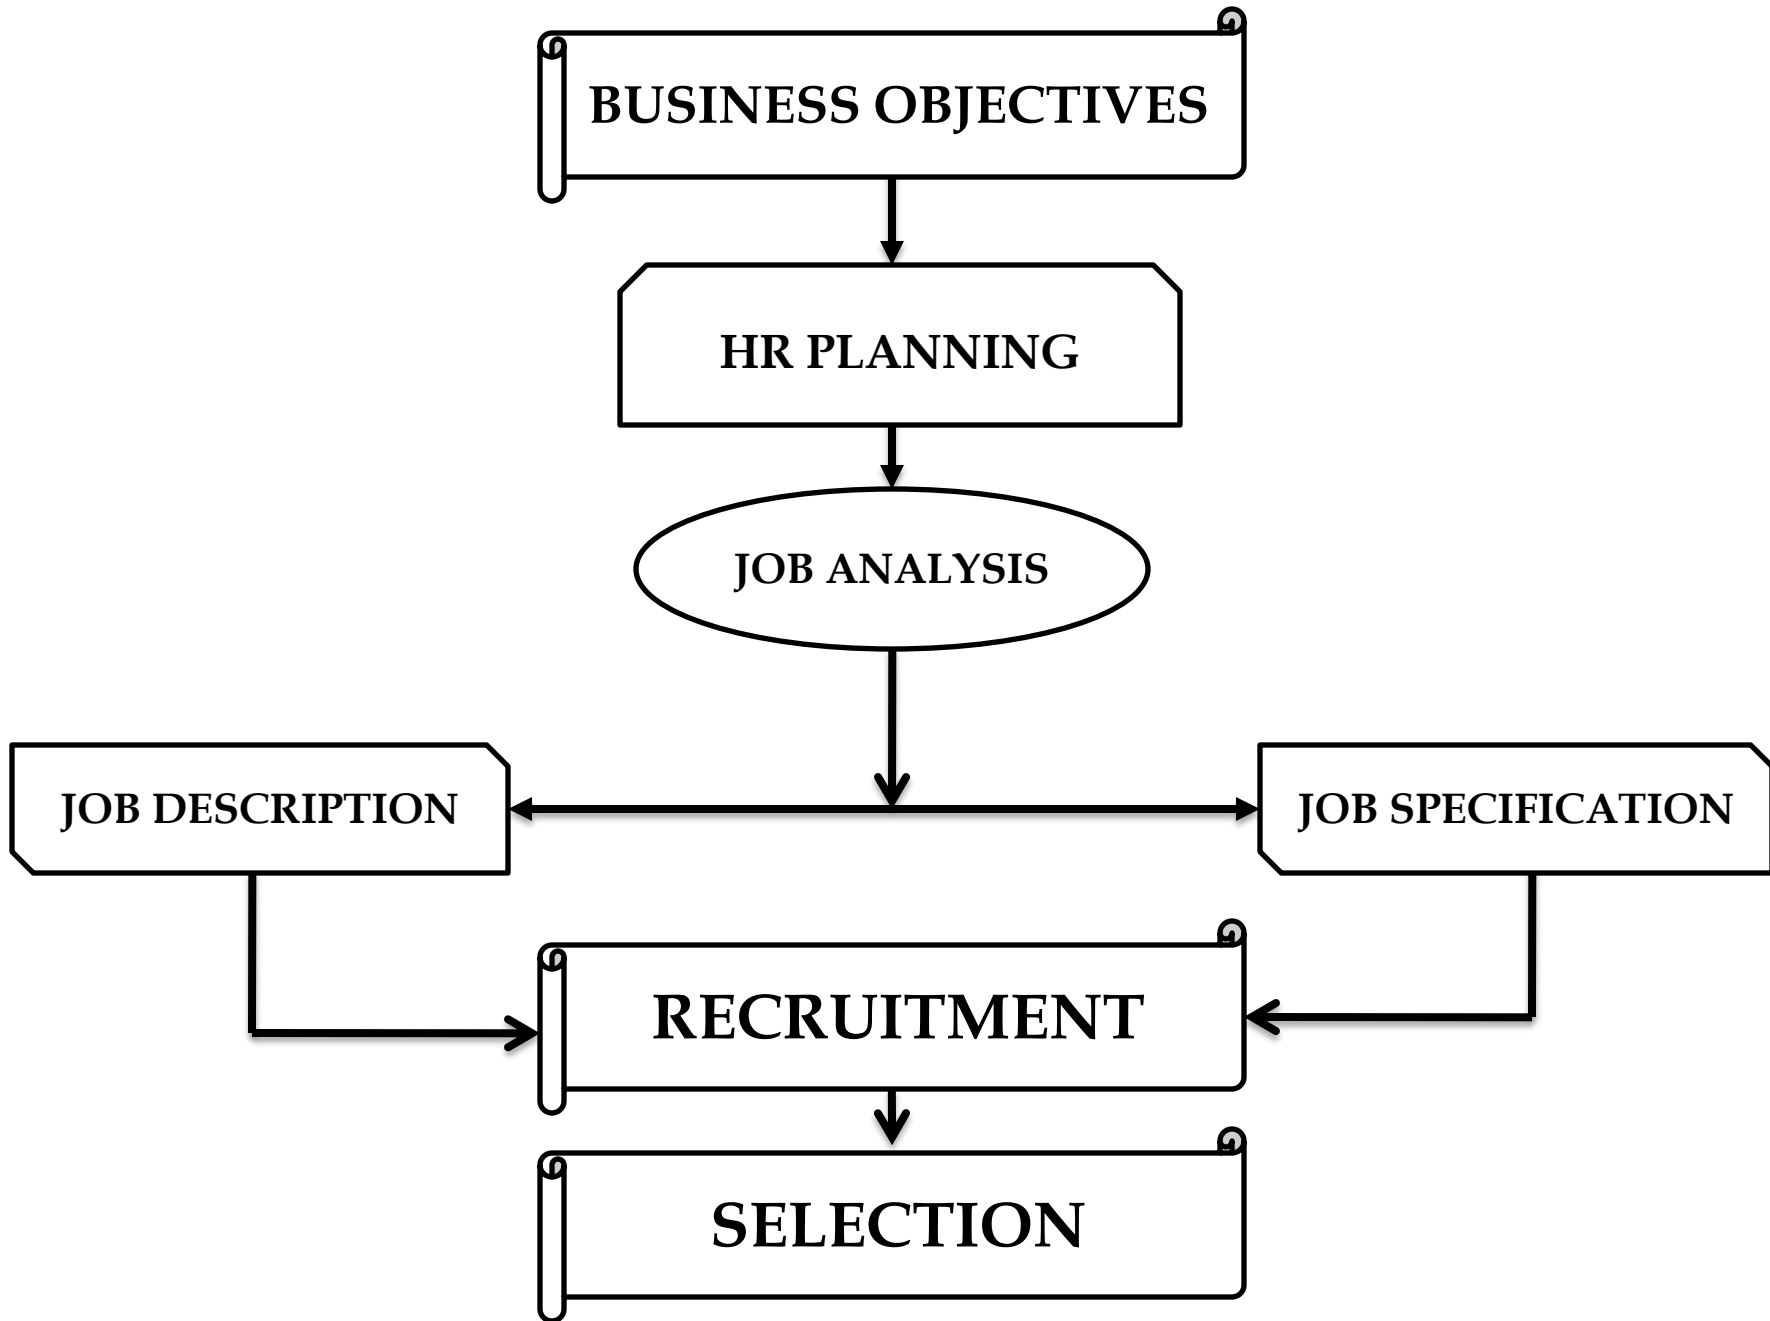 BUSINESS OBJECTIVES
HR PLANNING
JOB ANALYSIS
JOB DESCRIPTION
JOB SPECIFICATION
RECRUITMENT
SELECTION